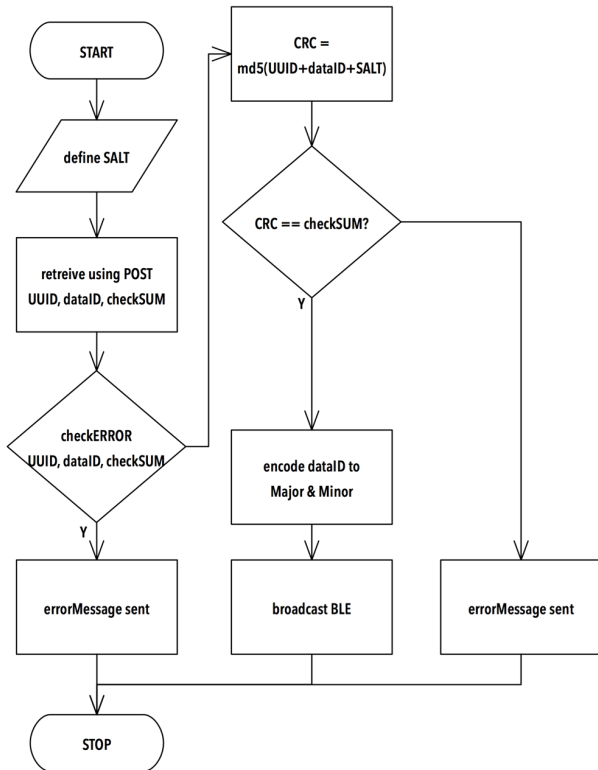 START
define SALT
retreive using POST
UUID, dataID, checkSUM
checkERROR
UUID, dataID, checkSUM
Y
errorMessage sent
STOP
CRC =
md5(UUID+dataID+SALT)
CRC == checkSUM?
Y
encode dataID to
Major & Minor
broadcast BLE
errorMessage sent